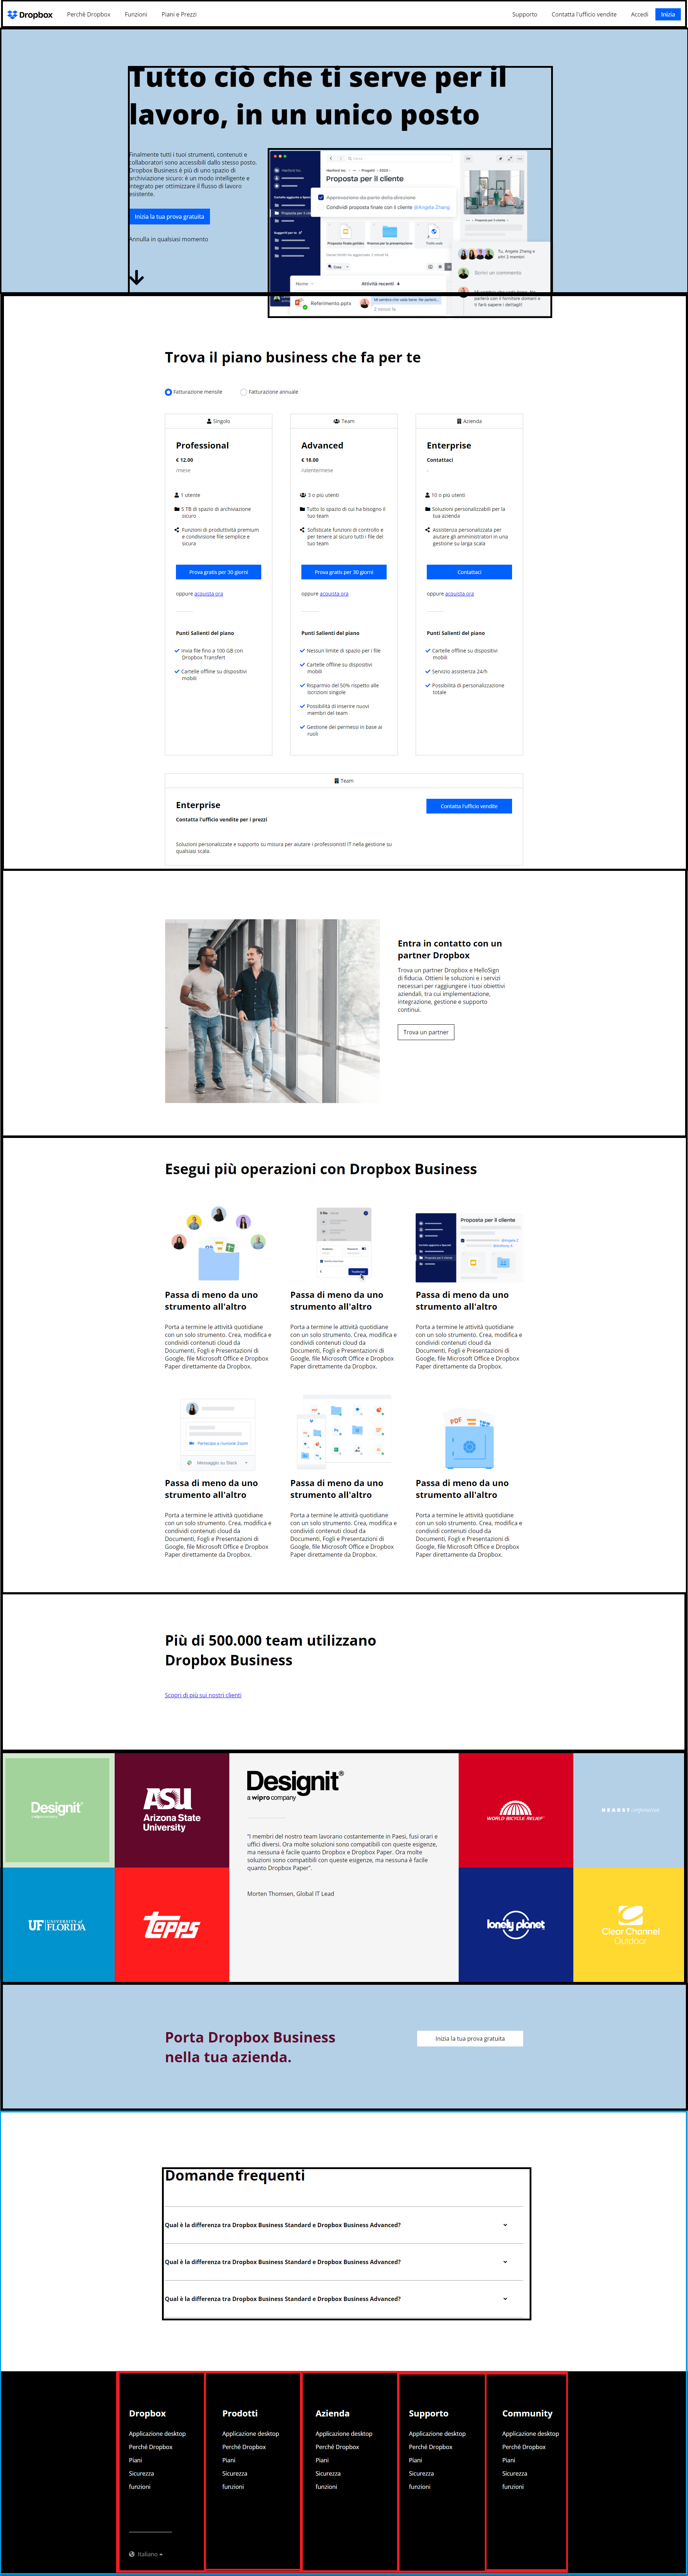 Dropbox Perchè Dropbox Funzioni Piani e Prezzi Supporto Contatta l'ufficio vendite Accedi Inizia
Tutto ciò che ti serve per il
lavoro, in un unico posto
Finalmente tutti i tuoi strumenti, contenuti e
collaboratori sono accessibili dallo stesso posto.
Dropbox Business è più di uno spazio di
archiviazione sicuro: è un modo intelligente e
integrato per ottimizzare il flusso di lavoro
esistente.
Inizia la tua prova gratuita
Annulla in qualsiasi momento
Proposta per il cliente
Approvazione da parte della direzione
Condividi proposta finale con il cliente @Angela Zhang
Crea
Nome
Attività recenti
Referimento.pptx
2 minuti fa
Scrivi un commento
Trova il piano business che fa per te
Fatturazione mensile Fatturazione annuale
Singolo
Professional
€ 12.00
/mese
1 utente
5 TB di spazio di archiviazione
sicuro
Funzioni di produttività premium
e condivisione file semplice e
sicura
Prova gratis per 30 giorni
oppure acquista ora
Punti Salienti del piano
Invia file fino a 100 GB con
Dropbox Transfert
Cartelle offline su dispositivi
mobili
Team
Advanced
€ 18.00
/utente/mese
3 o più utenti
Tutto lo spazio di cui ha bisogno il
tuo team
Sofisticate funzioni di controllo e
per tenere al sicuro tutti i file del
tuo team
Prova gratis per 30 giorni
oppure acquista ora
Punti Salienti del piano
Nessun limite di spazio per i file
Cartelle offline su dispositivi
mobili
Risparmio del 50% rispetto alle
iscrizioni singole
Possibilità di inserire nuovi
membri del team
Gestione dei permessi in base ai
ruoli
Azienda
Enterprise
Contattaci
-
10 o più utenti
Soluzioni personalizzabili per la
tua azienda
Assistenza personalizzata per
aiutare gli amministratori in una
gestione su larga scala
Contattaci
oppure acquista ora
Punti Salienti del piano
Cartelle offline su dispositivi
mobili
Servizio assistenza 24/h
Possibilità di personalizzazione
totale
Team
Enterprise
Contatta l'ufficio vendite per i prezzi
Contatta l'ufficio vendite
Soluzioni personalizzate e supporto su misura per aiutare i professionisti IT nella gestione su
qualsiasi scala.
Entra in contatto con un
partner Dropbox
Trova un partner Dropbox e HelloSign
di fiducia. Ottieni le soluzioni e i servizi
necessari per raggiungere i tuoi obiettivi
aziendali, tra cui implementazione,
integrazione, gestione e supporto
continui.
Trova un partner
Esegui più operazioni con Dropbox Business
Proposta per il cliente
Passa di meno da uno
strumento all'altro
Porta a termine le attività quotidiane
con un solo strumento. Crea, modifica e
condividi contenuti cloud da
Documenti, Fogli e Presentazioni di
Google, file Microsoft Office e Dropbox
Paper direttamente da Dropbox.
Passa di meno da uno
strumento all'altro
Porta a termine le attività quotidiane
con un solo strumento. Crea, modifica e
condividi contenuti cloud da
Documenti, Fogli e Presentazioni di
Google, file Microsoft Office e Dropbox
Paper direttamente da Dropbox.
Passa di meno da uno
strumento all'altro
Porta a termine le attività quotidiane
con un solo strumento. Crea, modifica e
condividi contenuti cloud da
Documenti, Fogli e Presentazioni di
Google, file Microsoft Office e Dropbox
Paper direttamente da Dropbox.
Partecipa a riunione Zoom
Messaggio su Slack
PDF
Passa di meno da uno
strumento all'altro
Porta a termine le attività quotidiane
con un solo strumento. Crea, modifica e
condividi contenuti cloud da
Documenti, Fogli e Presentazioni di
Google, file Microsoft Office e Dropbox
Paper direttamente da Dropbox.
Passa di meno da uno
strumento all'altro
Porta a termine le attività quotidiane
con un solo strumento. Crea, modifica e
condividi contenuti cloud da
Documenti, Fogli e Presentazioni di
Google, file Microsoft Office e Dropbox
Paper direttamente da Dropbox.
Passa di meno da uno
strumento all'altro
Porta a termine le attività quotidiane
con un solo strumento. Crea, modifica e
condividi contenuti cloud da
Documenti, Fogli e Presentazioni di
Google, file Microsoft Office e Dropbox
Paper direttamente da Dropbox.
Più di 500.000 team utilizzano
Dropbox Business
Scopri di più sui nostri clienti
Designit
ASU
Arizona State
University
Designit
a wipro company
"I membri del nostro team lavorano costantemente in Paesi, fusi orari e
uffici diversi. Ora molte soluzioni sono compatibili con queste esigenze,
ma nessuna è facile quanto Dropbox e Dropbox Paper. Ora molte
soluzioni sono compatibili con queste esigenze, ma nessuna è facile
quanto Dropbox Paper".
Morten Thomsen, Global IT Lead
WORLD BICYCLE RELIEF
HEARST corporation
UF UNIVERSITY of
FLORIDA
Topps
lonely planet
Clear Channel
Outdoor
Porta Dropbox Business
nella tua azienda.
Inizia la tua prova gratuita
Domande frequenti
Qual è la differenza tra Dropbox Business Standard e Dropbox Business Advanced?
Qual è la differenza tra Dropbox Business Standard e Dropbox Business Advanced?
Qual è la differenza tra Dropbox Business Standard e Dropbox Business Advanced?
Dropbox
Applicazione desktop
Perchè Dropbox
Piani
Sicurezza
funzioni
Italiano
Prodotti
Applicazione desktop
Perchè Dropbox
Piani
Sicurezza
funzioni
Azienda
Applicazione desktop
Perchè Dropbox
Piani
Sicurezza
funzioni
Supporto
Applicazione desktop
Perchè Dropbox
Piani
Sicurezza
funzioni
Community
Applicazione desktop
Perchè Dropbox
Piani
Sicurezza
funzioni